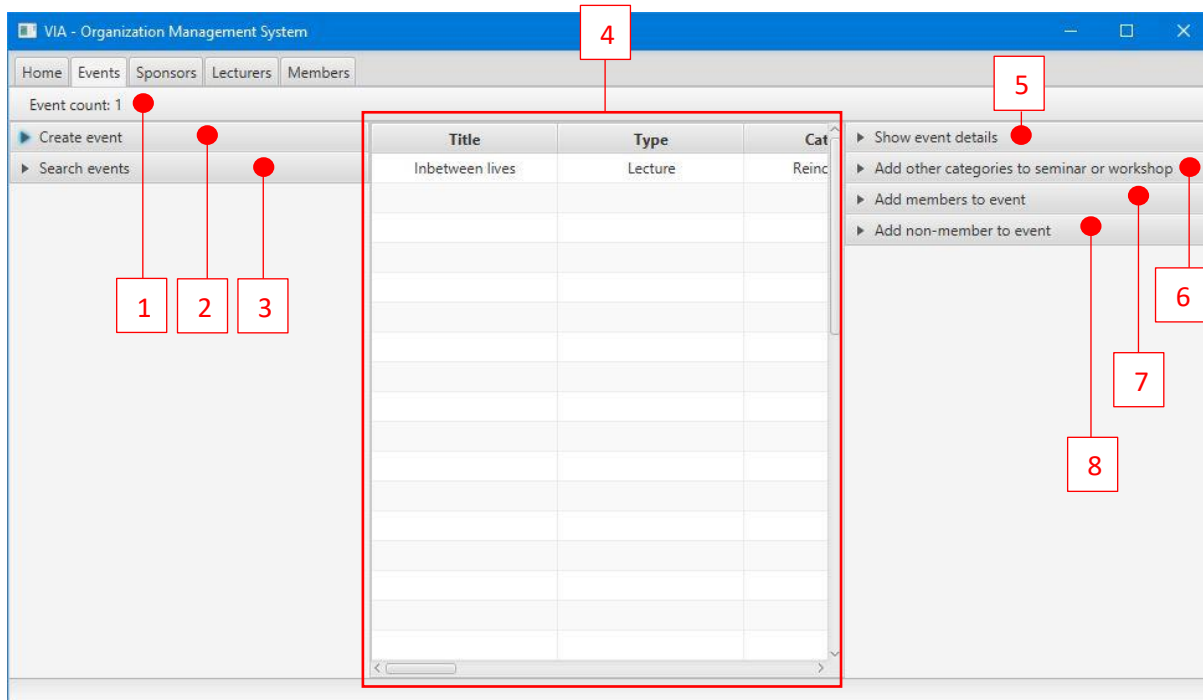 4
VIA - Organization Management System
Home Events Sponsors Lecturers Members
5
Event count: 1
Create event
Search events
Title Type Cat
Inbetween lives Lecture Reinc
Show event details
Add other categories to seminar or workshop
Add members to event
Add non-member to event
1 2 3
6
7
8